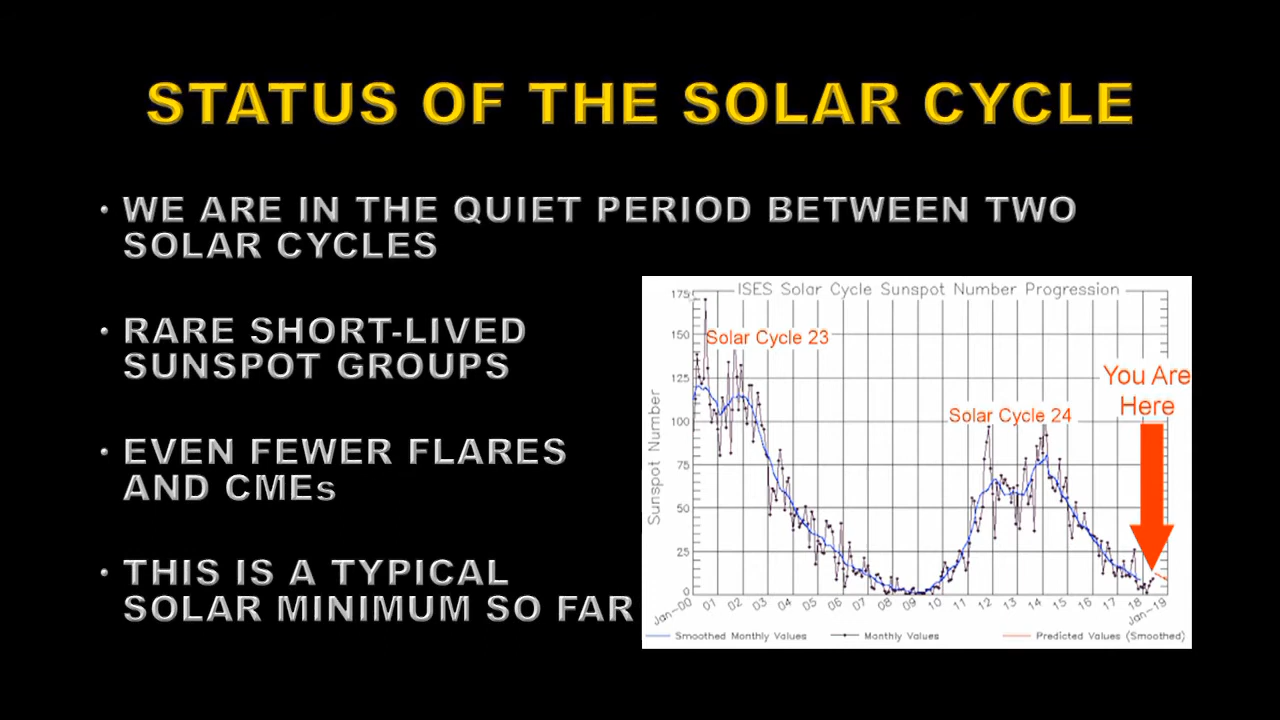 STATUS OF THE SOLAR CYCLE
• WE ARE IN THE QUIET PERIOD BETWEEN TWO
SOLAR CYCLES
• RARE SHORT-LIVED
SUNSPOT GROUPS
• EVEN FEWER FLARES
AND CMEs
• THIS IS A TYPICAL
SOLAR MINIMUM SO FAR
ISES Solar Cycle Sunspot Number Progression
175
150
125
100
75
50
25
0
Sunspot Number
Solar Cycle 23
Solar Cycle 24
You Are
Here
Jan-00 01 02 03 04 05 06 07 08 09 10 11 12 13 14 15 16 17 18 Jan-19
Smoothed Monthly Values Monthly Values Predicted Values (Smoothed)